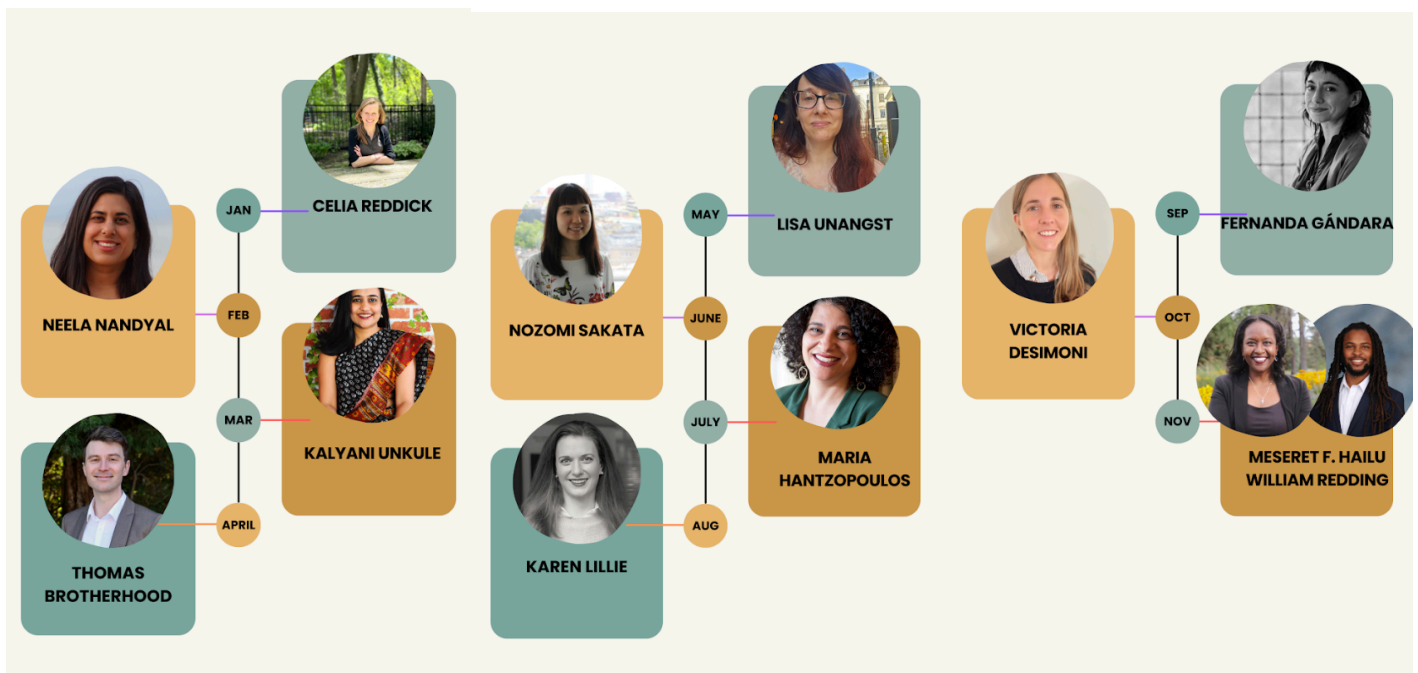 JAN
CELIA REDDICK
FEB
NEELA NANDYAL
MAR
KALYANI UNKULE
APRIL
THOMAS
BROTHERHOOD
MAY
LISA UNANGST
JUNE
NOZOMI SAKATA
JULY
MARIA
HANTZOPOULOS
AUG
KAREN LILLIE
SEP
FERNANDA GÁNDARA
OCT
VICTORIA
DESIMONI
NOV
MESERET F. HAILU
WILLIAM REDDING